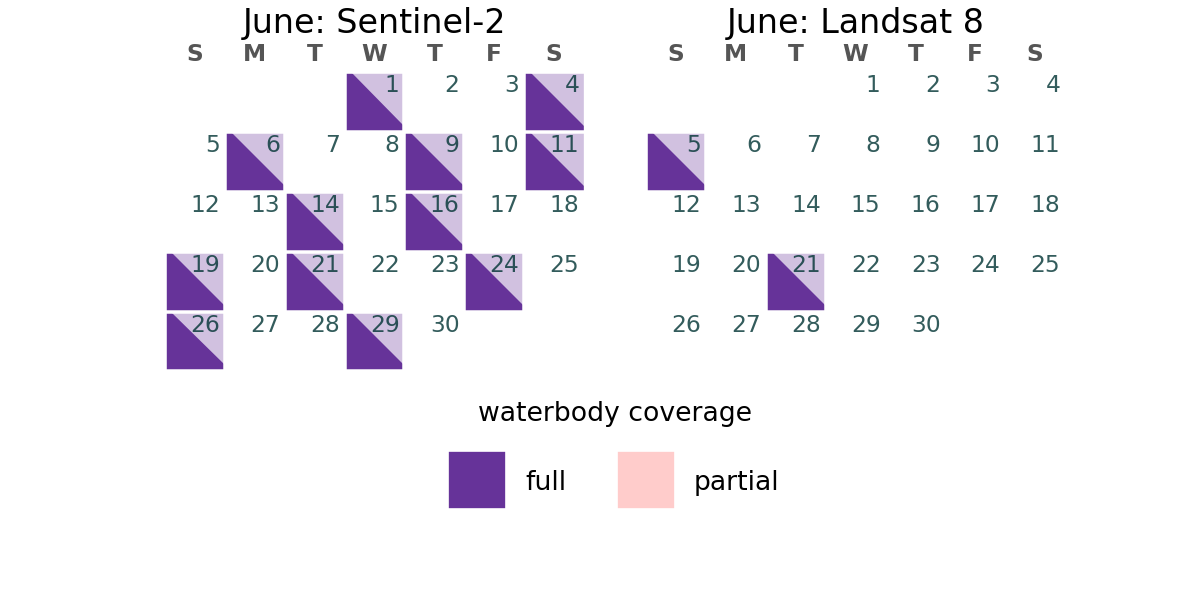 June: Sentinel-2
S M T W T F S
1 2 3 4
5 6 7 8 9 10 11
12 13 14 15 16 17 18
19 20 21 22 23 24 25
26 27 28 29 30
June: Landsat 8
S M T W T F S
1 2 3 4
5 6 7 8 9 10 11
12 13 14 15 16 17 18
19 20 21 22 23 24 25
26 27 28 29 30
waterbody coverage
full partial